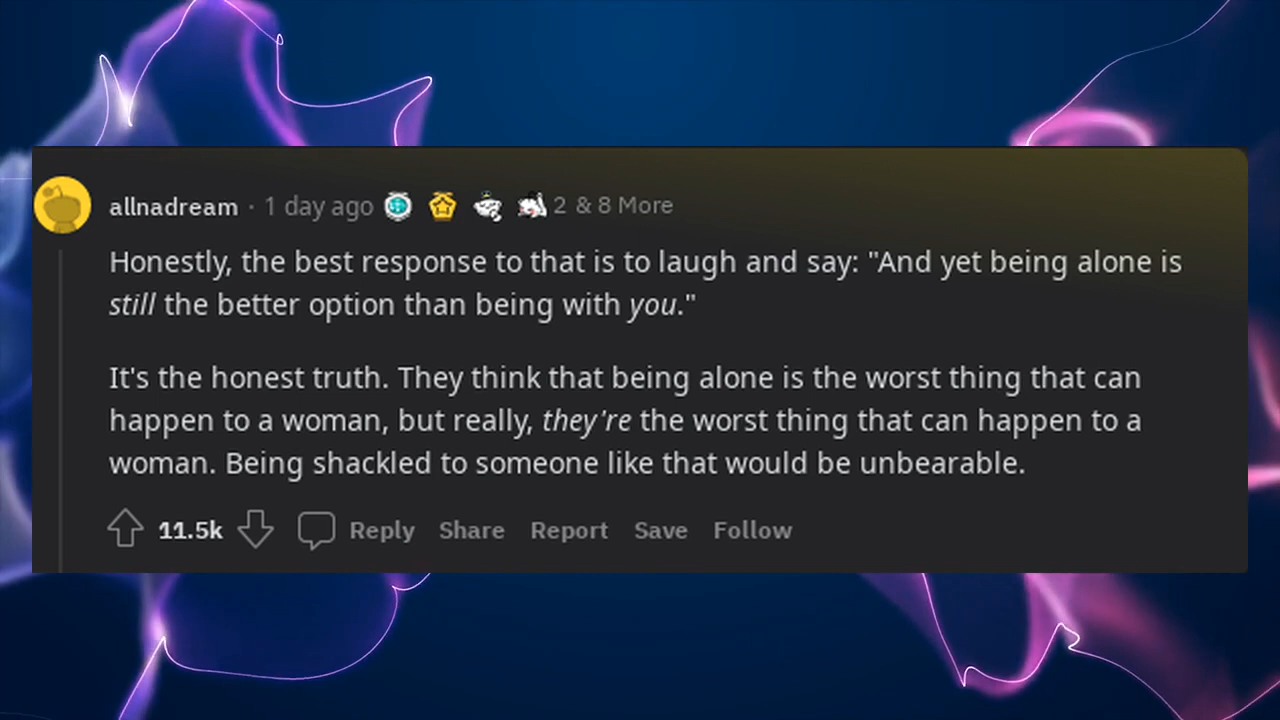 allnadream · 1 day ago 2 & 8 More
Honestly, the best response to that is to laugh and say: "And yet being alone is
still the better option than being with you."
It's the honest truth. They think that being alone is the worst thing that can
happen to a woman, but really, they're the worst thing that can happen to a
woman. Being shackled to someone like that would be unbearable.
11.5k Reply Share Report Save Follow